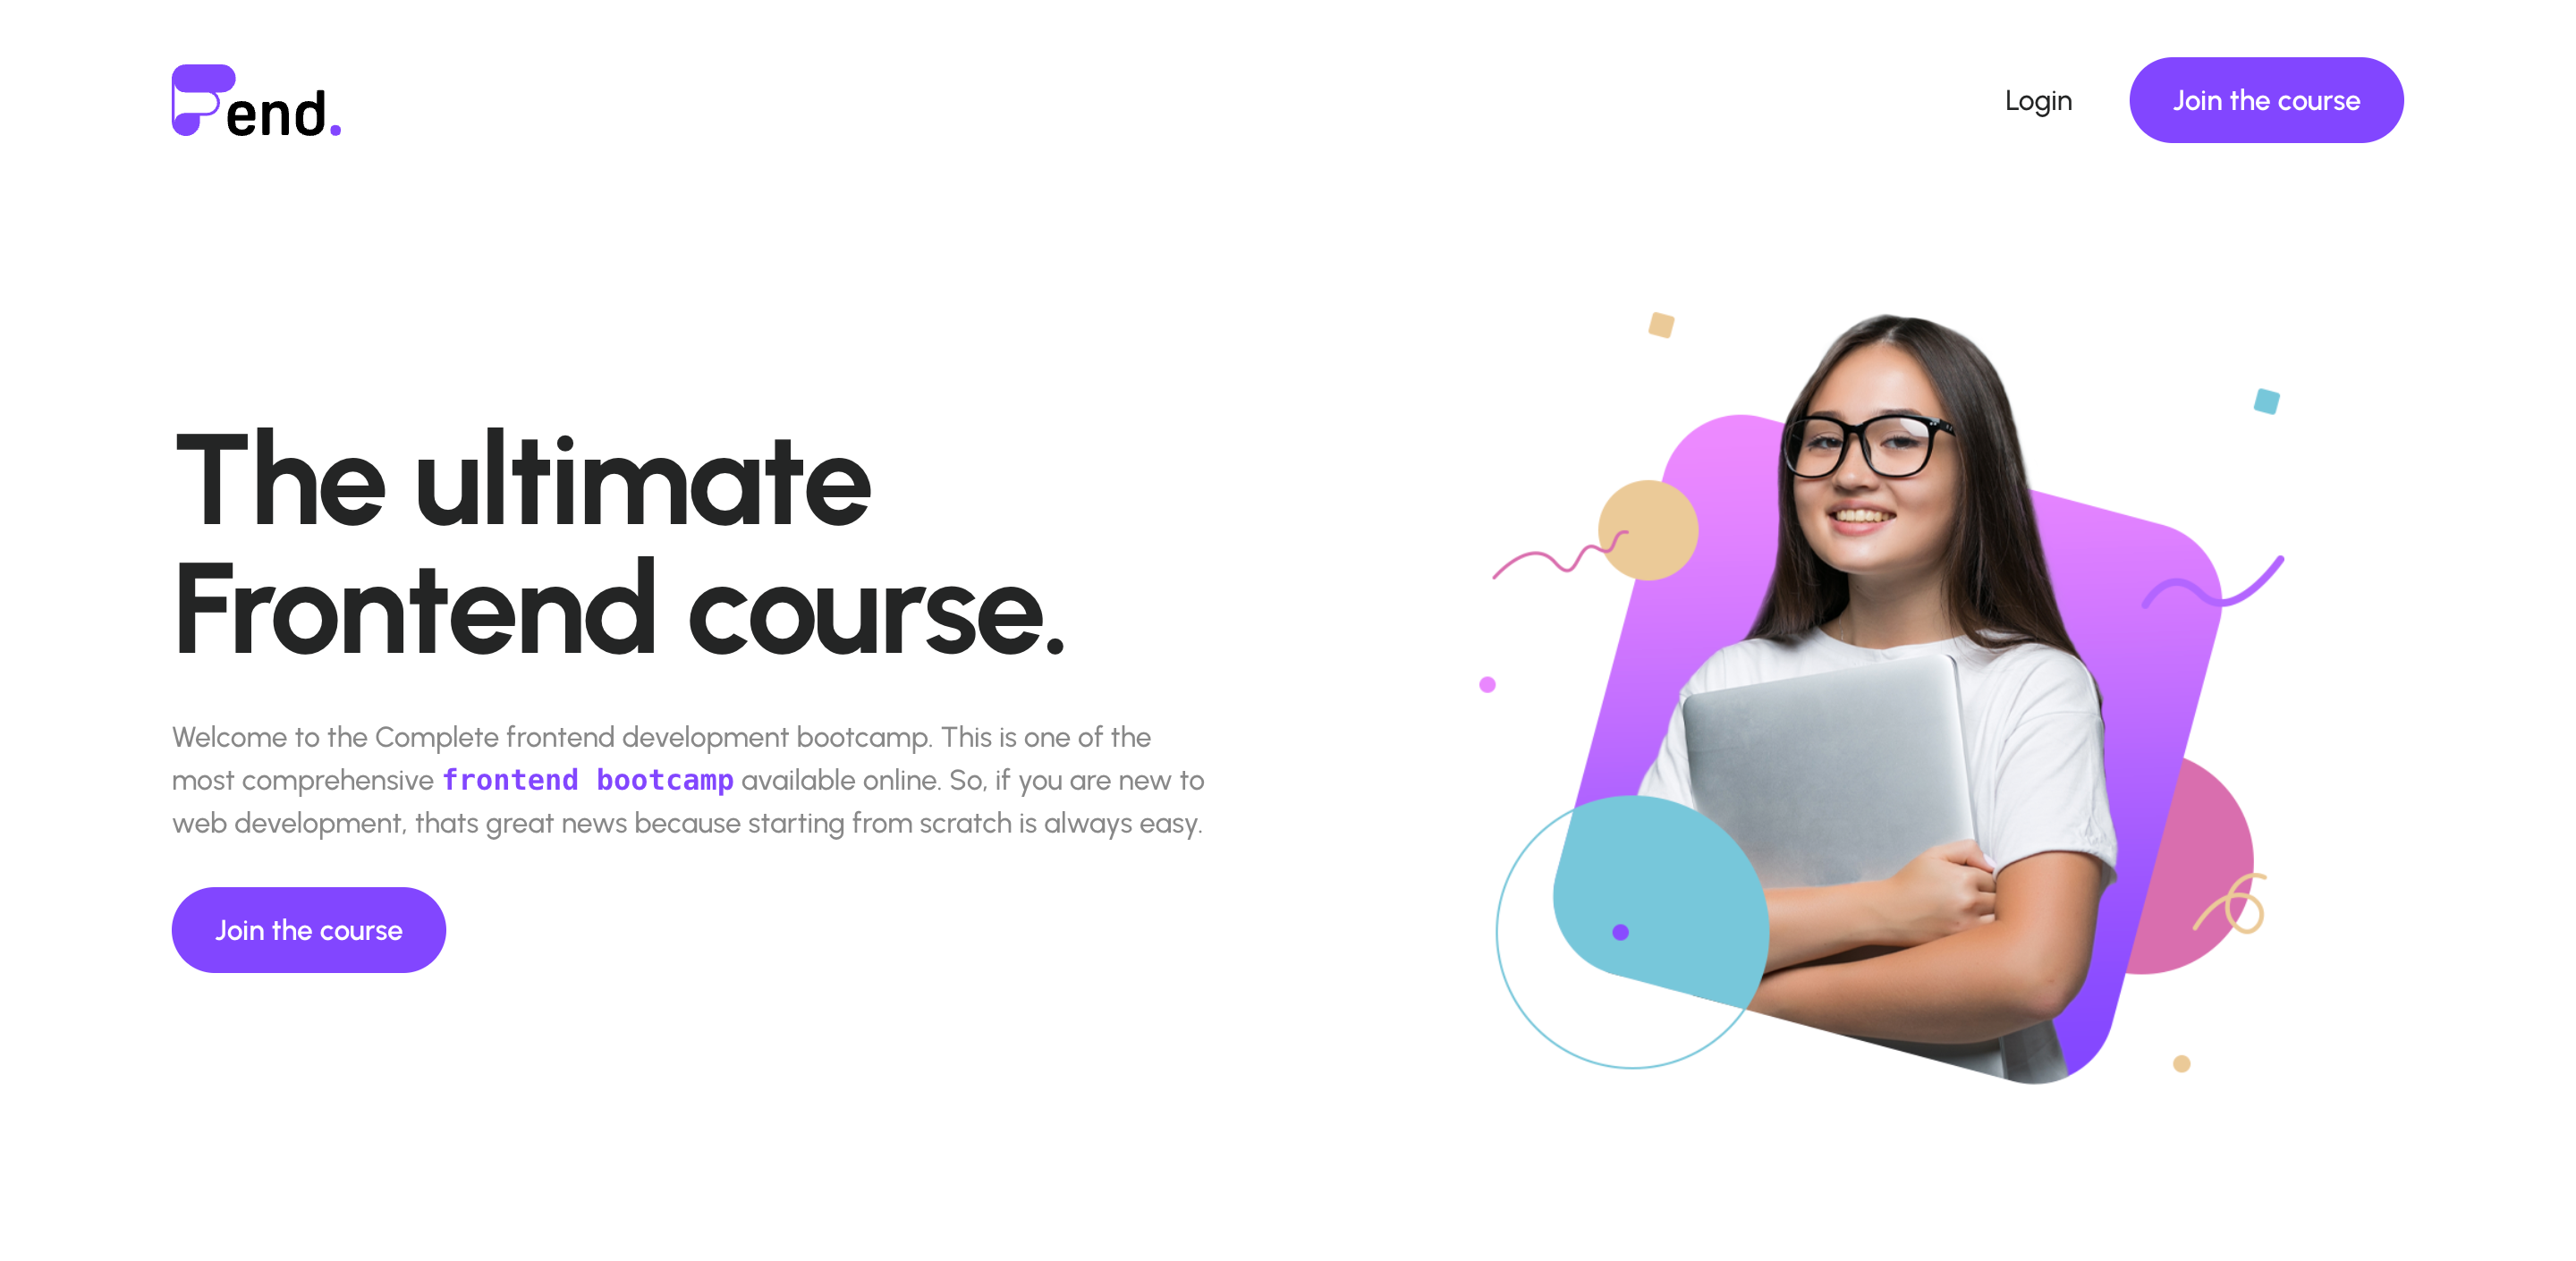 Fend.
Login
Join the course
The ultimate
Frontend course.
Welcome to the Complete frontend development bootcamp. This is one of the
most comprehensive frontend bootcamp available online. So, if you are new to
web development, thats great news because starting from scratch is always easy.
Join the course